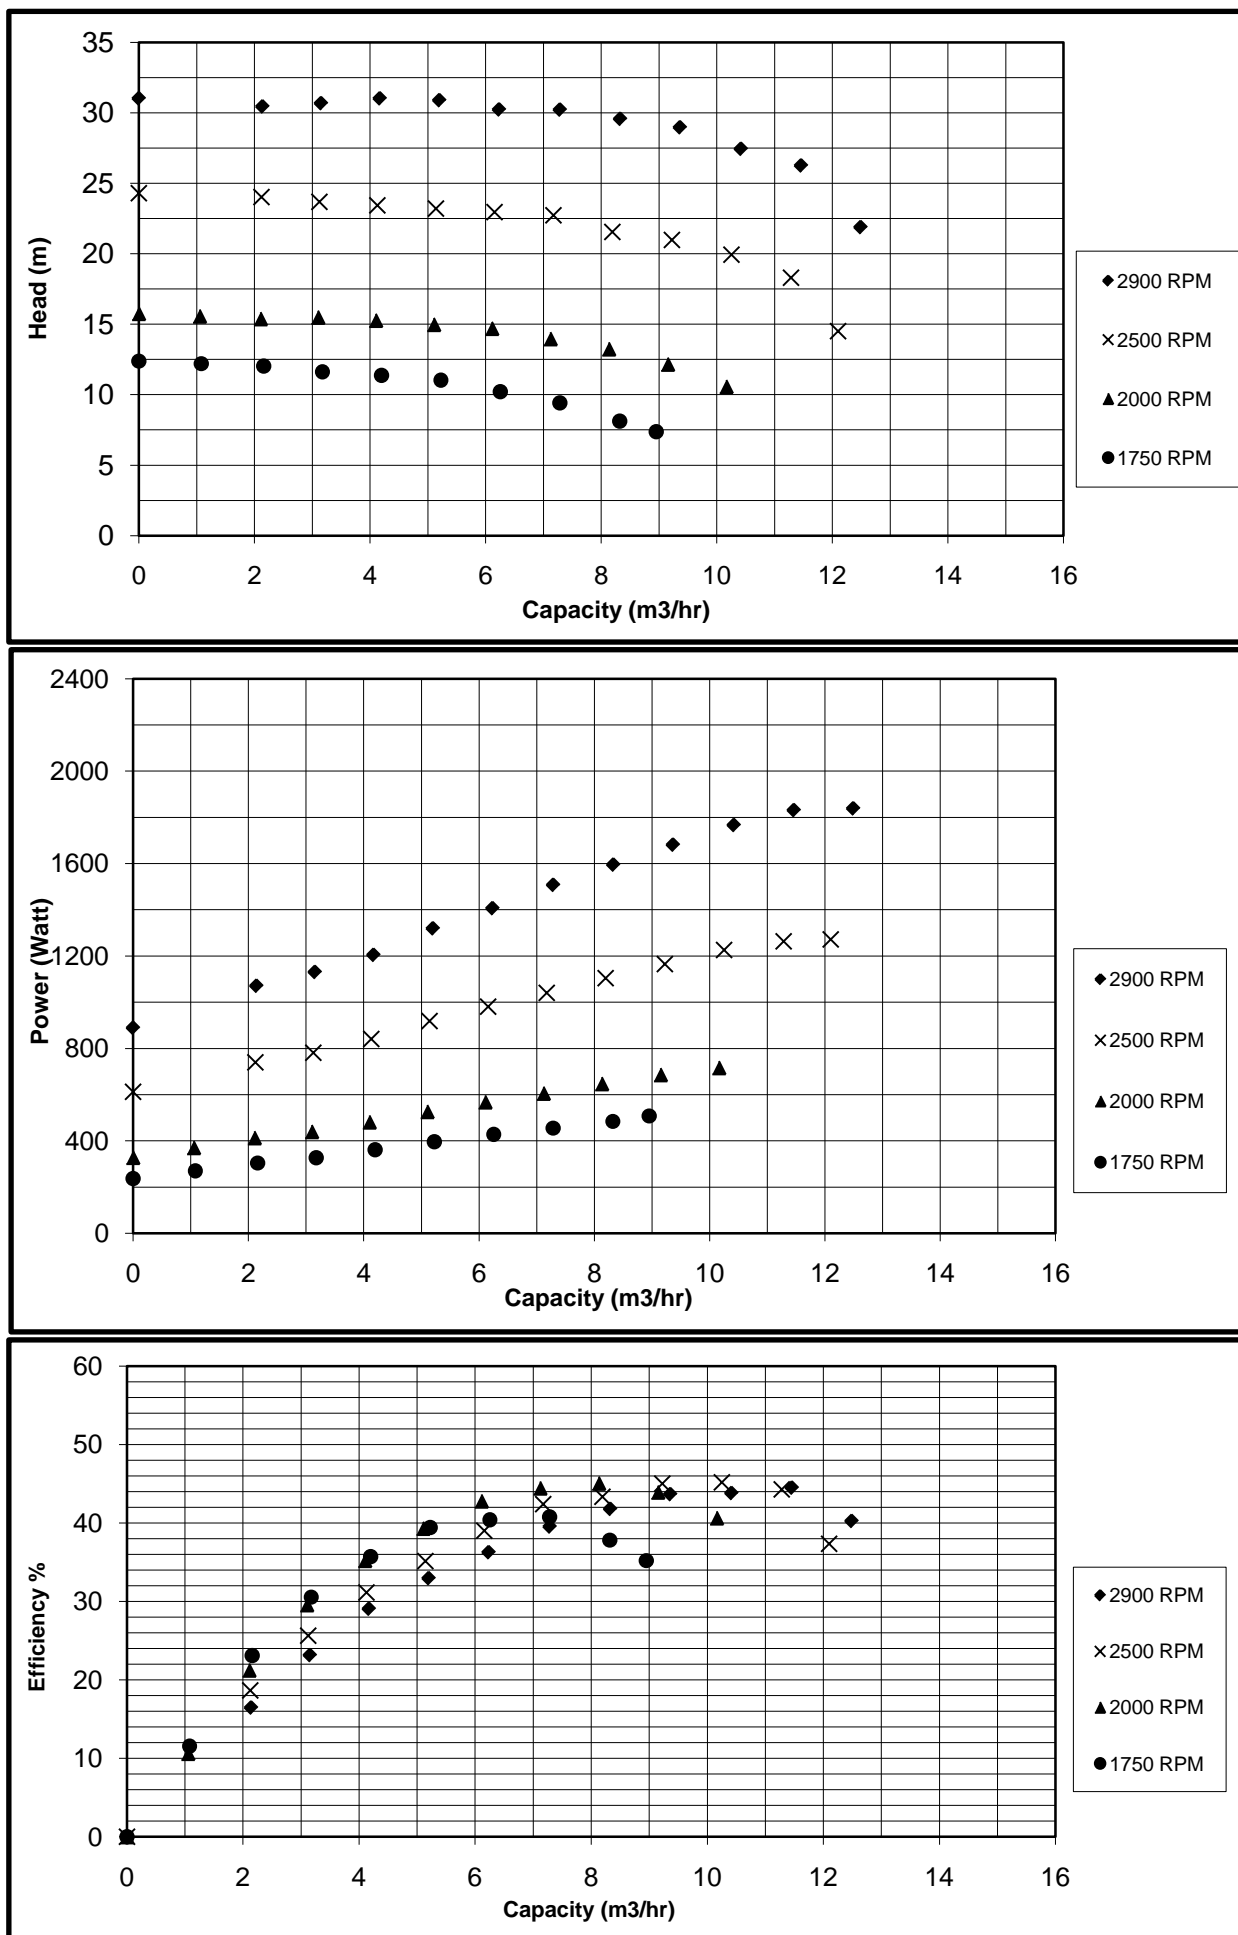 35
30
25
20
15
10
5
0
Head (m)
0 2 4 6 8 10 12 14 16
Capacity (m3/hr)
2900 RPM
2500 RPM
2000 RPM
1750 RPM
2400
2000
1600
1200
800
400
0
Power (Watt)
0 2 4 6 8 10 12 14 16
Capacity (m3/hr)
2900 RPM
2500 RPM
2000 RPM
1750 RPM
60
50
40
30
20
10
0
Efficiency %
0 2 4 6 8 10 12 14 16
Capacity (m3/hr)
2900 RPM
2500 RPM
2000 RPM
1750 RPM